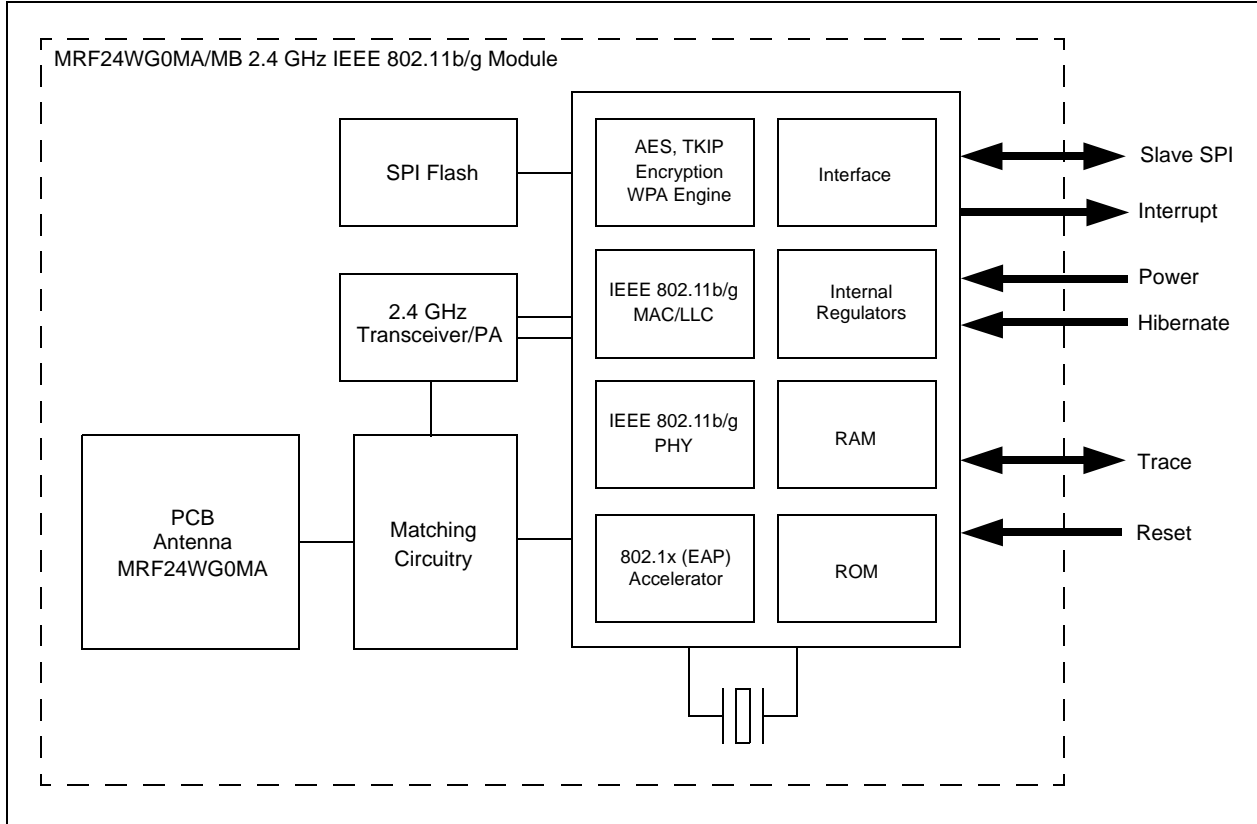 MRF24WG0MA/MB 2.4 GHz IEEE 802.11b/g Module
SPI Flash
AES, TKIP
Encryption
WPA Engine
Interface
Slave SPI
Interrupt
2.4 GHz
Transceiver/PA
IEEE 802.11b/g
MAC/LLC
Internal
Regulators
Power
Hibernate
IEEE 802.11b/g
PHY
RAM
Trace
PCB
Antenna
MRF24WG0MA
Matching
Circuitry
802.1x (EAP)
Accelerator
ROM
Reset